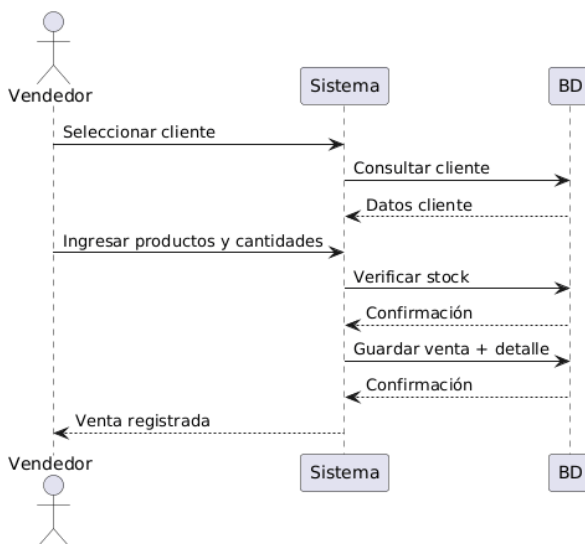 Vendedor
Sistema
BD
Seleccionar cliente
Consultar cliente
Datos cliente
Ingresar productos y cantidades
Verificar stock
Confirmación
Guardar venta + detalle
Confirmación
Venta registrada
Vendedor
Sistema
BD